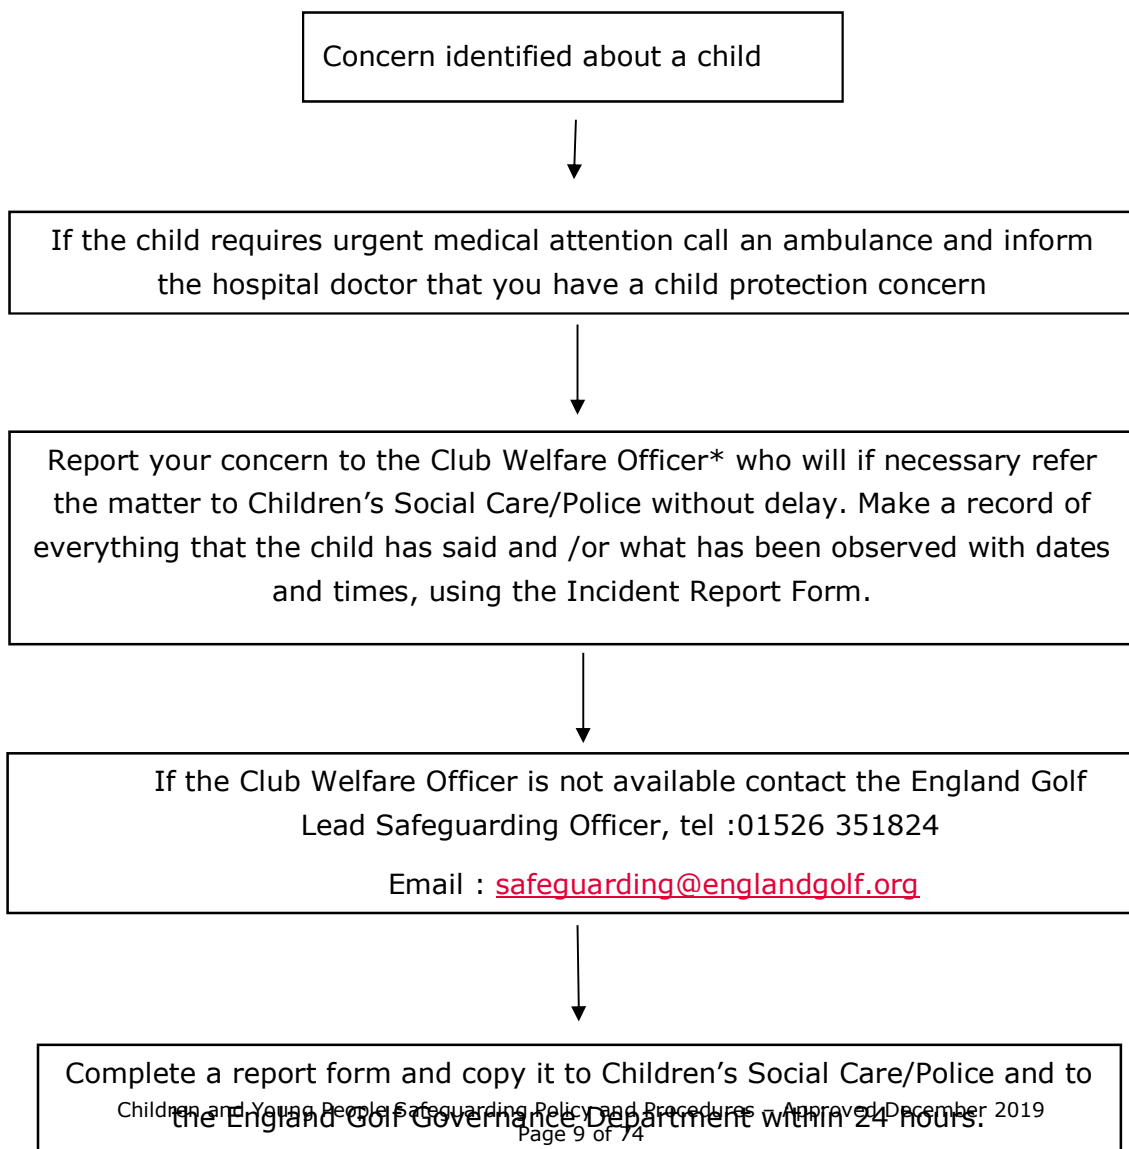 Concern identified about a child
If the child requires urgent medical attention call an ambulance and inform
the hospital doctor that you have a child protection concern
Report your concern to the Club Welfare Officer* who will if necessary refer
the matter to Children’s Social Care/Police without delay. Make a record of
everything that the child has said and /or what has been observed with dates
and times, using the Incident Report Form.
If the Club Welfare Officer is not available contact the England Golf
Lead Safeguarding Officer, tel :01526 351824
Email : safeguarding@englandgolf.org
Complete a report form and copy it to Children’s Social Care/Police and to
the England Golf Governance Department within 24 hours.
Children and Young People Safeguarding Policy and Procedures – Approved December 2019
Page 9 of 74